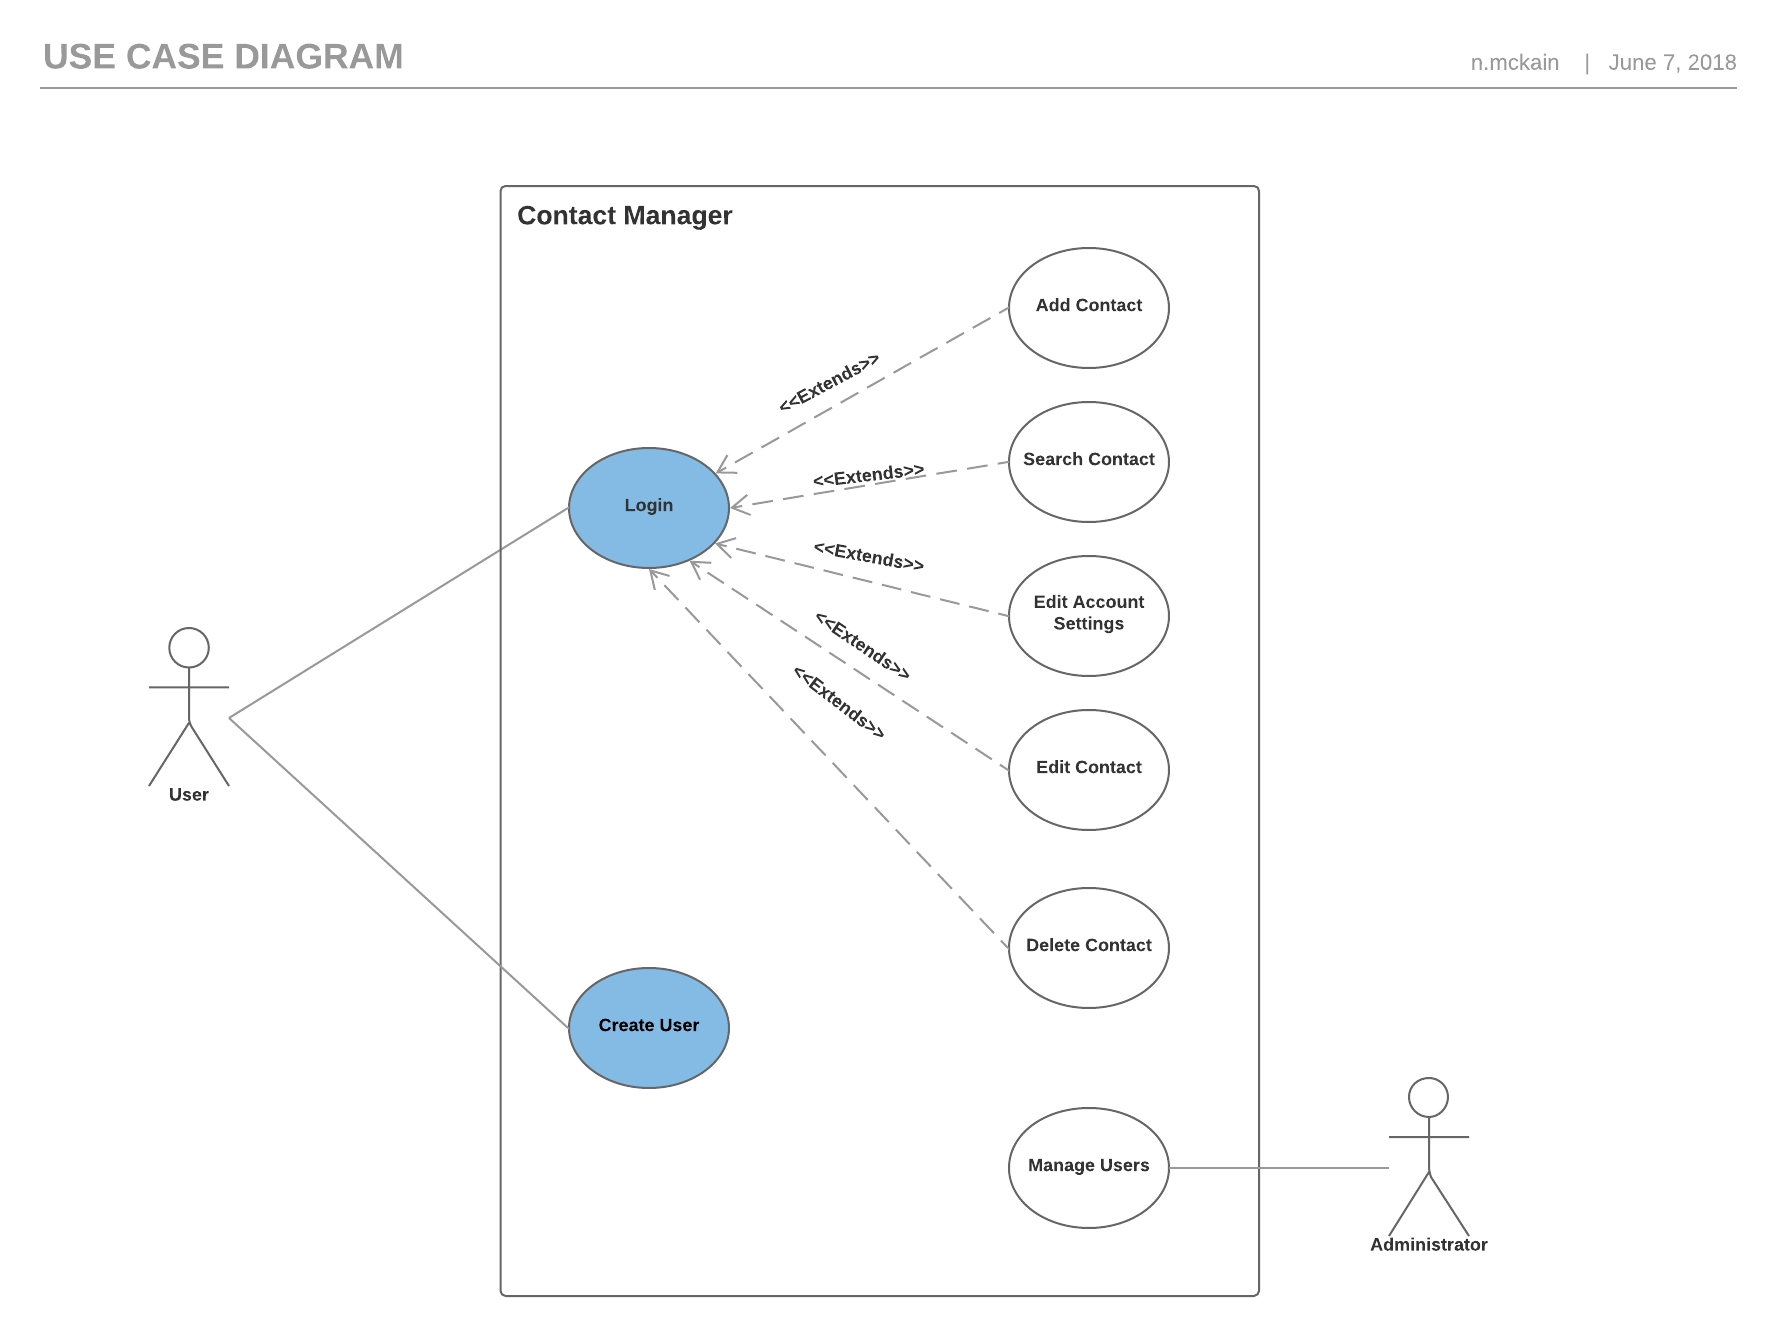 USE CASE DIAGRAM
n.mckain | June 7, 2018
Contact Manager
Add Contact
<<Extends>>
Search Contact
<<Extends>>
Login
<<Extends>>
Edit Account
Settings
<<Extends>>
<<Extends>>
Edit Contact
User
Delete Contact
Create User
Manage Users
Administrator